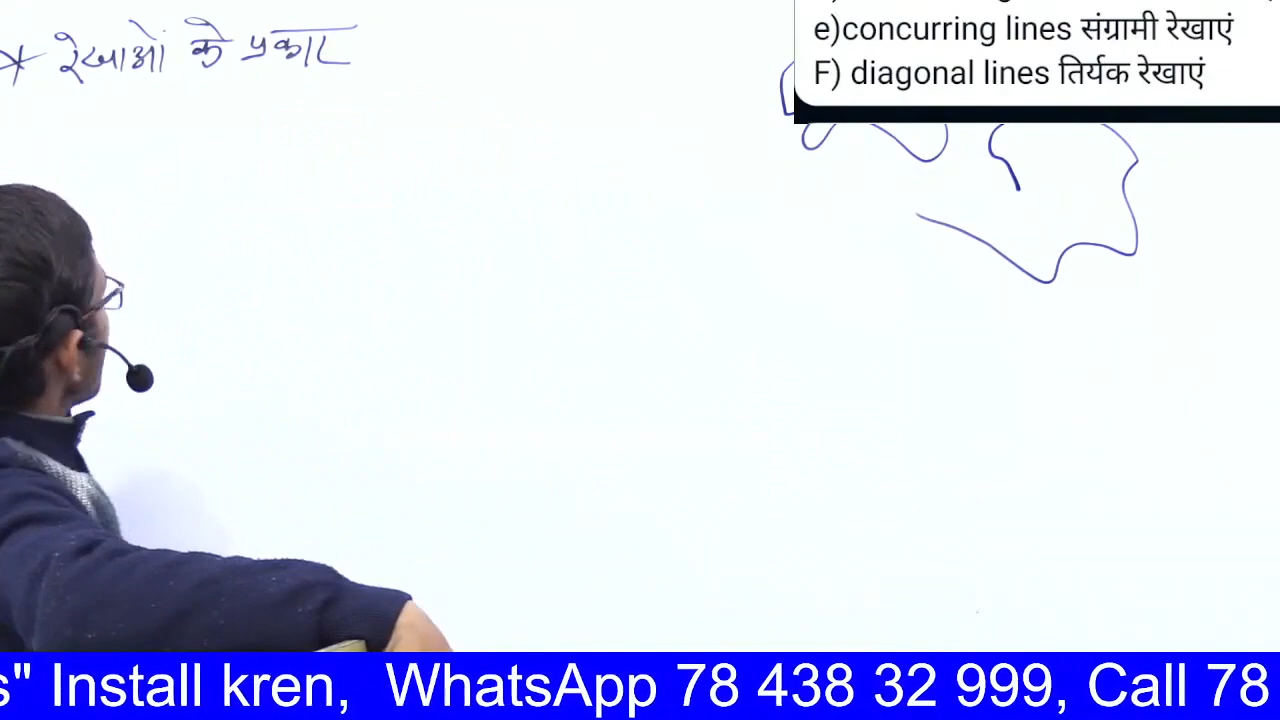 * रेखाओं के प्रकार
e)concurring lines संग्रामी रेखाएं
F) diagonal lines तिर्यक रेखाएं
s" Install kren, WhatsApp 78 438 32 999, Call 78